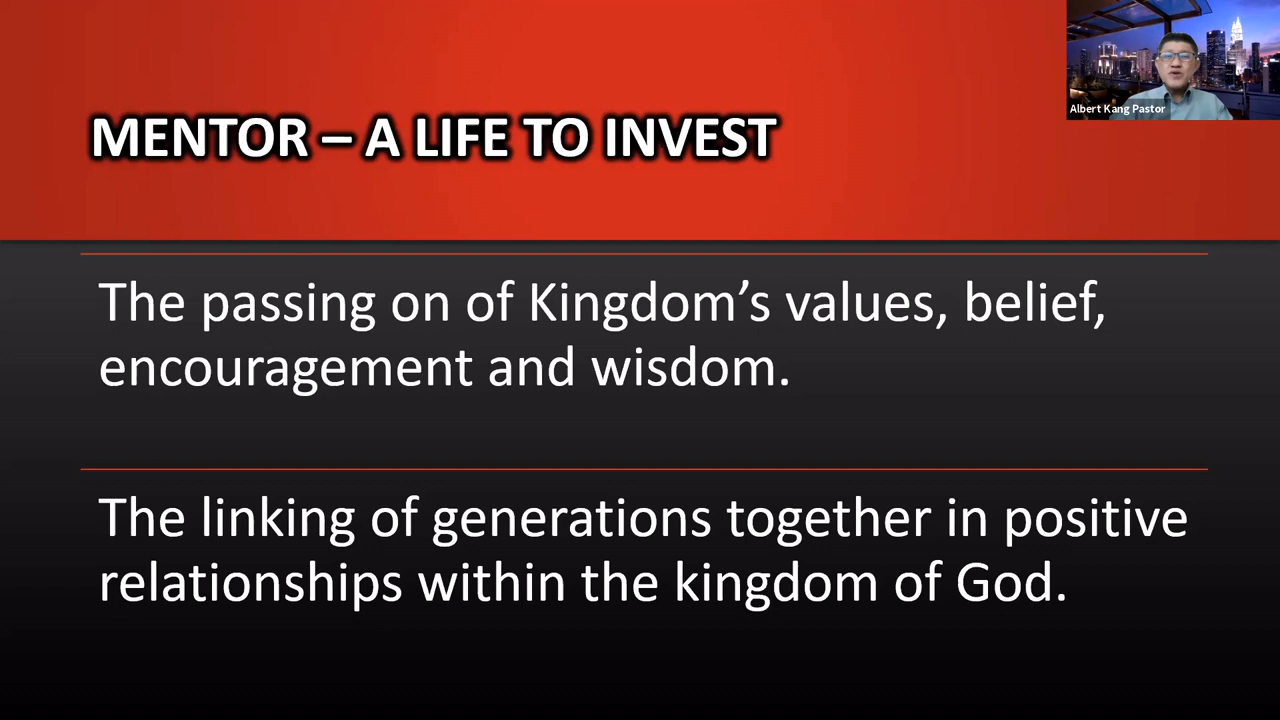 Albert Kang Pastor
MENTOR – A LIFE TO INVEST
The passing on of Kingdom’s values, belief,
encouragement and wisdom.
The linking of generations together in positive
relationships within the kingdom of God.